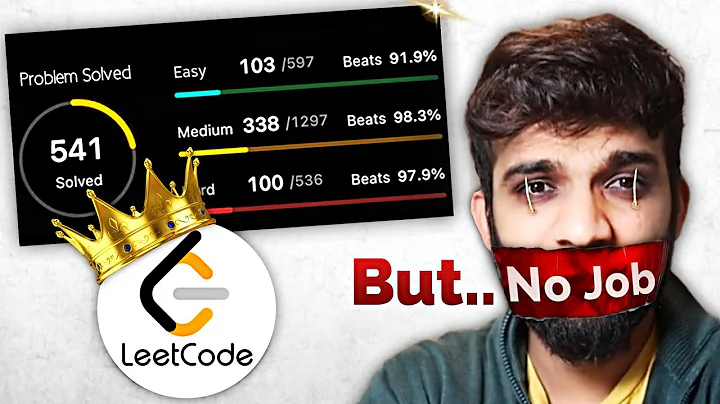 Problem Solved
541
Solved
Easy 103 /597 Beats 91.9%
Medium 338 /1297 Beats 98.3%
rd 100 /536 Beats 97.9%
LeetCode
But.. No Job